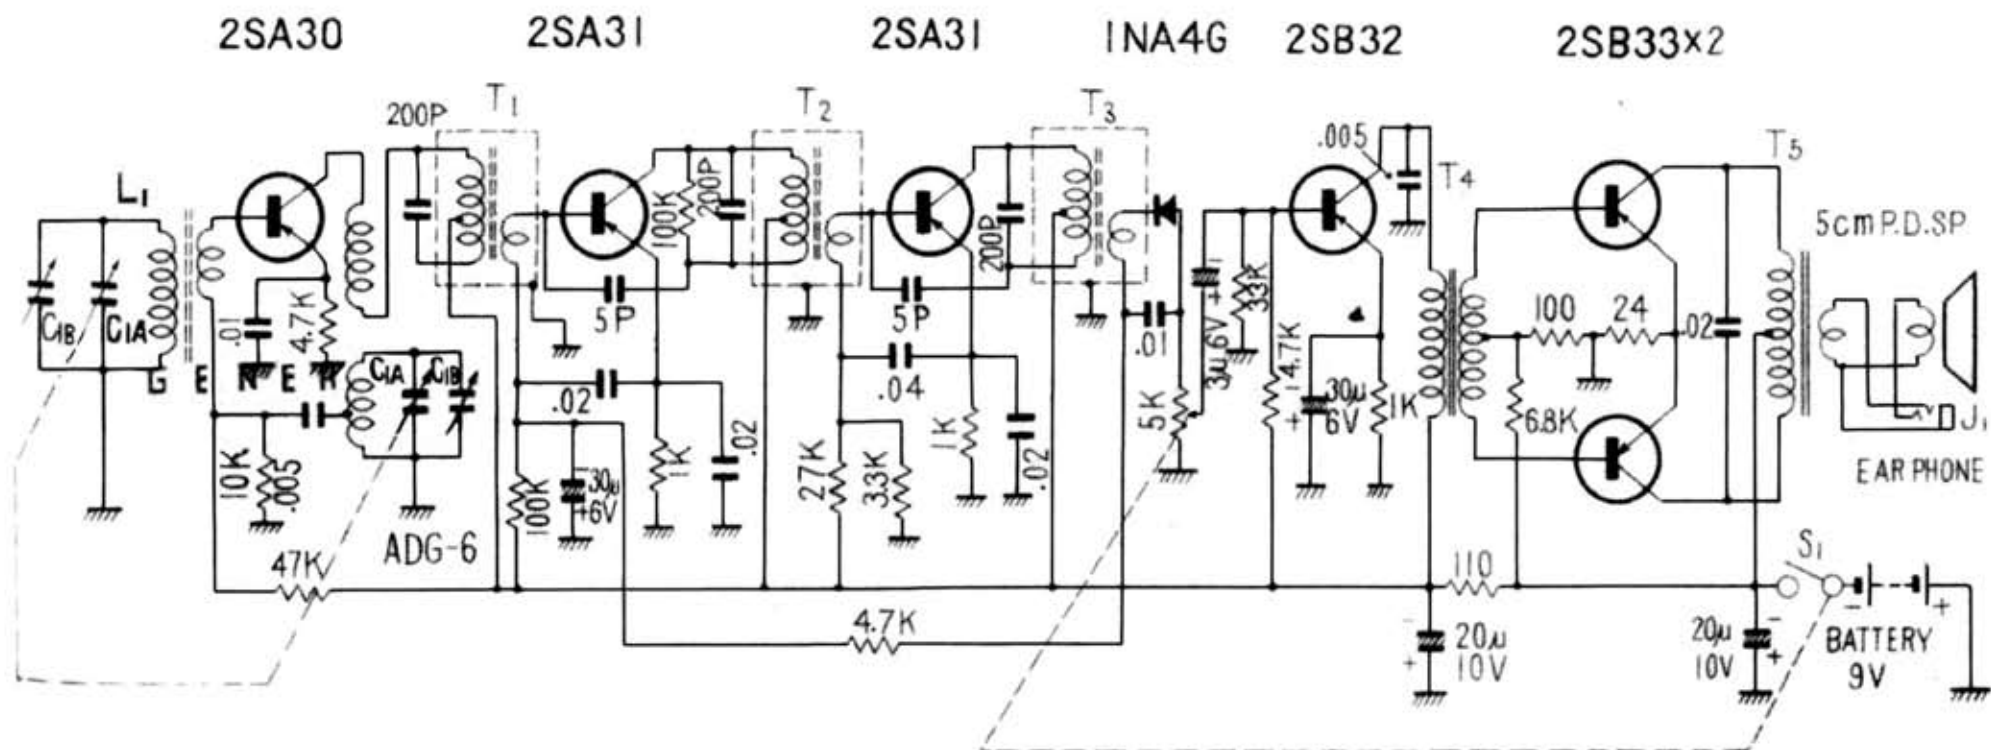 2SA30 2SA31 2SA31 1NA4G 2SB32 2SB33x2
200P T1 T2 T3 .005 T4 T5
L1 100K 200P 200P 5cm P.D.SP
C1B C1A .01 4.7K 5P 5P .01 3μ 6V 33K 100 24 .02
G E N E R
C1A C1B .02 .04 5K 4.7K + 30μ 6V 1K 6.8K J1
10K .005 100K 30μ +6V 1K .02 27K 3.3K 1K .02 EAR PHONE
ADG-6
47K 110 S1
4.7K - + 20μ 10V 20μ 10V - + - + BATTERY 9V